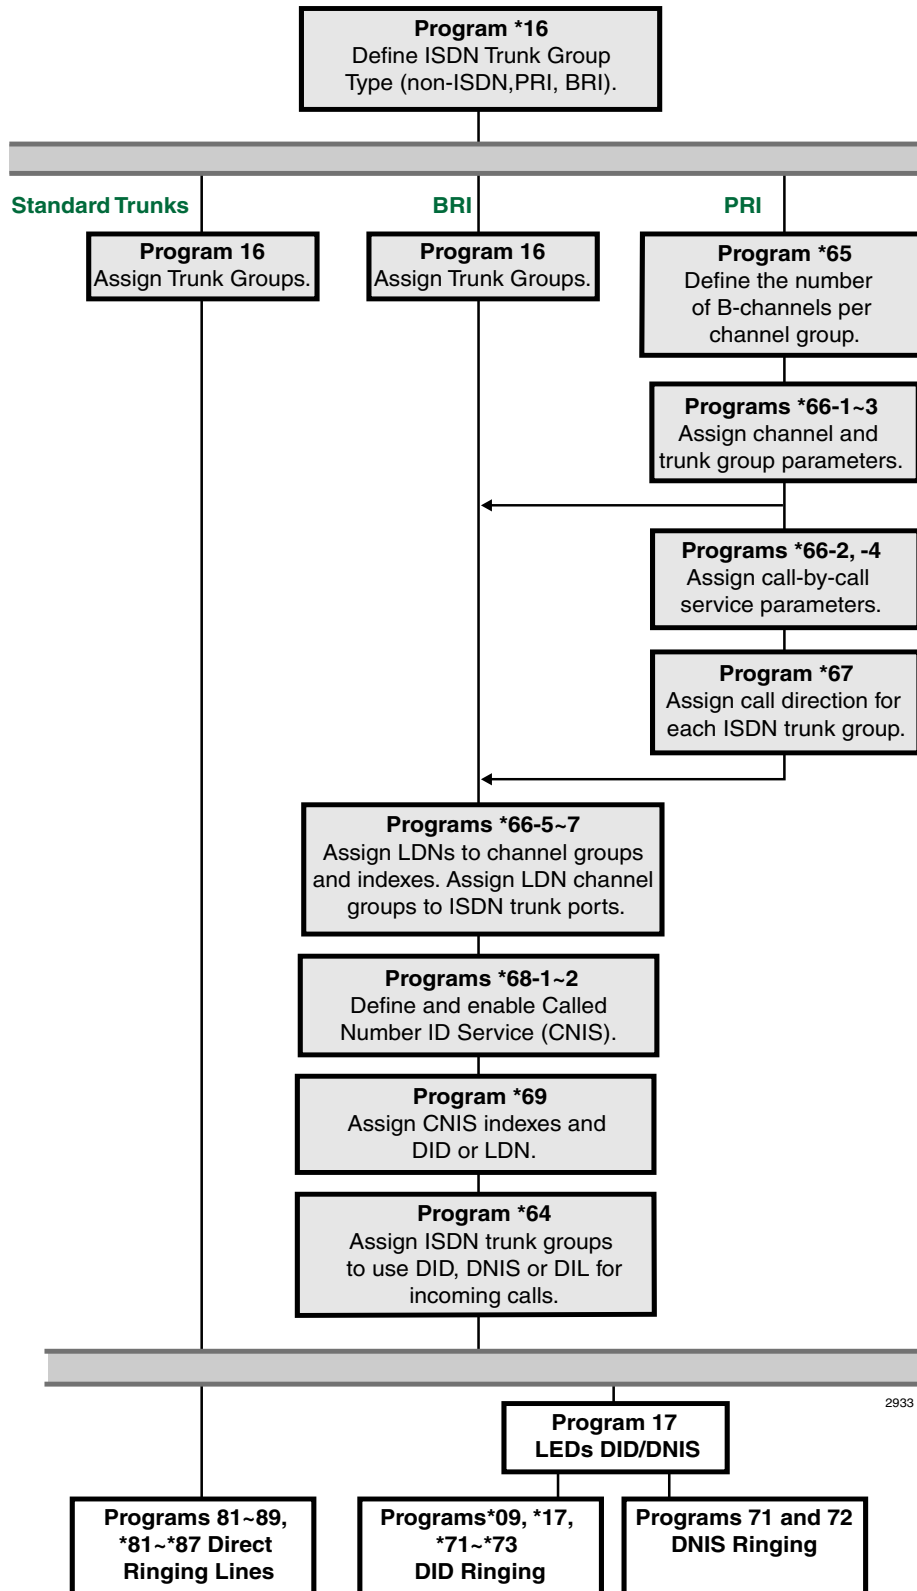 Program *16
Define ISDN Trunk Group
Type (non-ISDN,PRI, BRI).
Standard Trunks
BRI
PRI
Program 16
Assign Trunk Groups.
Program 16
Assign Trunk Groups.
Program *65
Define the number
of B-channels per
channel group.
Programs *66-1~3
Assign channel and
trunk group parameters.
Programs *66-2, -4
Assign call-by-call
service parameters.
Program *67
Assign call direction for
each ISDN trunk group.
Programs *66-5~7
Assign LDNs to channel groups
and indexes. Assign LDN channel
groups to ISDN trunk ports.
Programs *68-1~2
Define and enable Called
Number ID Service (CNIS).
Program *69
Assign CNIS indexes and
DID or LDN.
Program *64
Assign ISDN trunk groups
to use DID, DNIS or DIL for
incoming calls.
2933
Program 17
LEDs DID/DNIS
Programs 81~89,
*81~*87 Direct
Ringing Lines
Programs*09, *17,
*71~*73
DID Ringing
Programs 71 and 72
DNIS Ringing